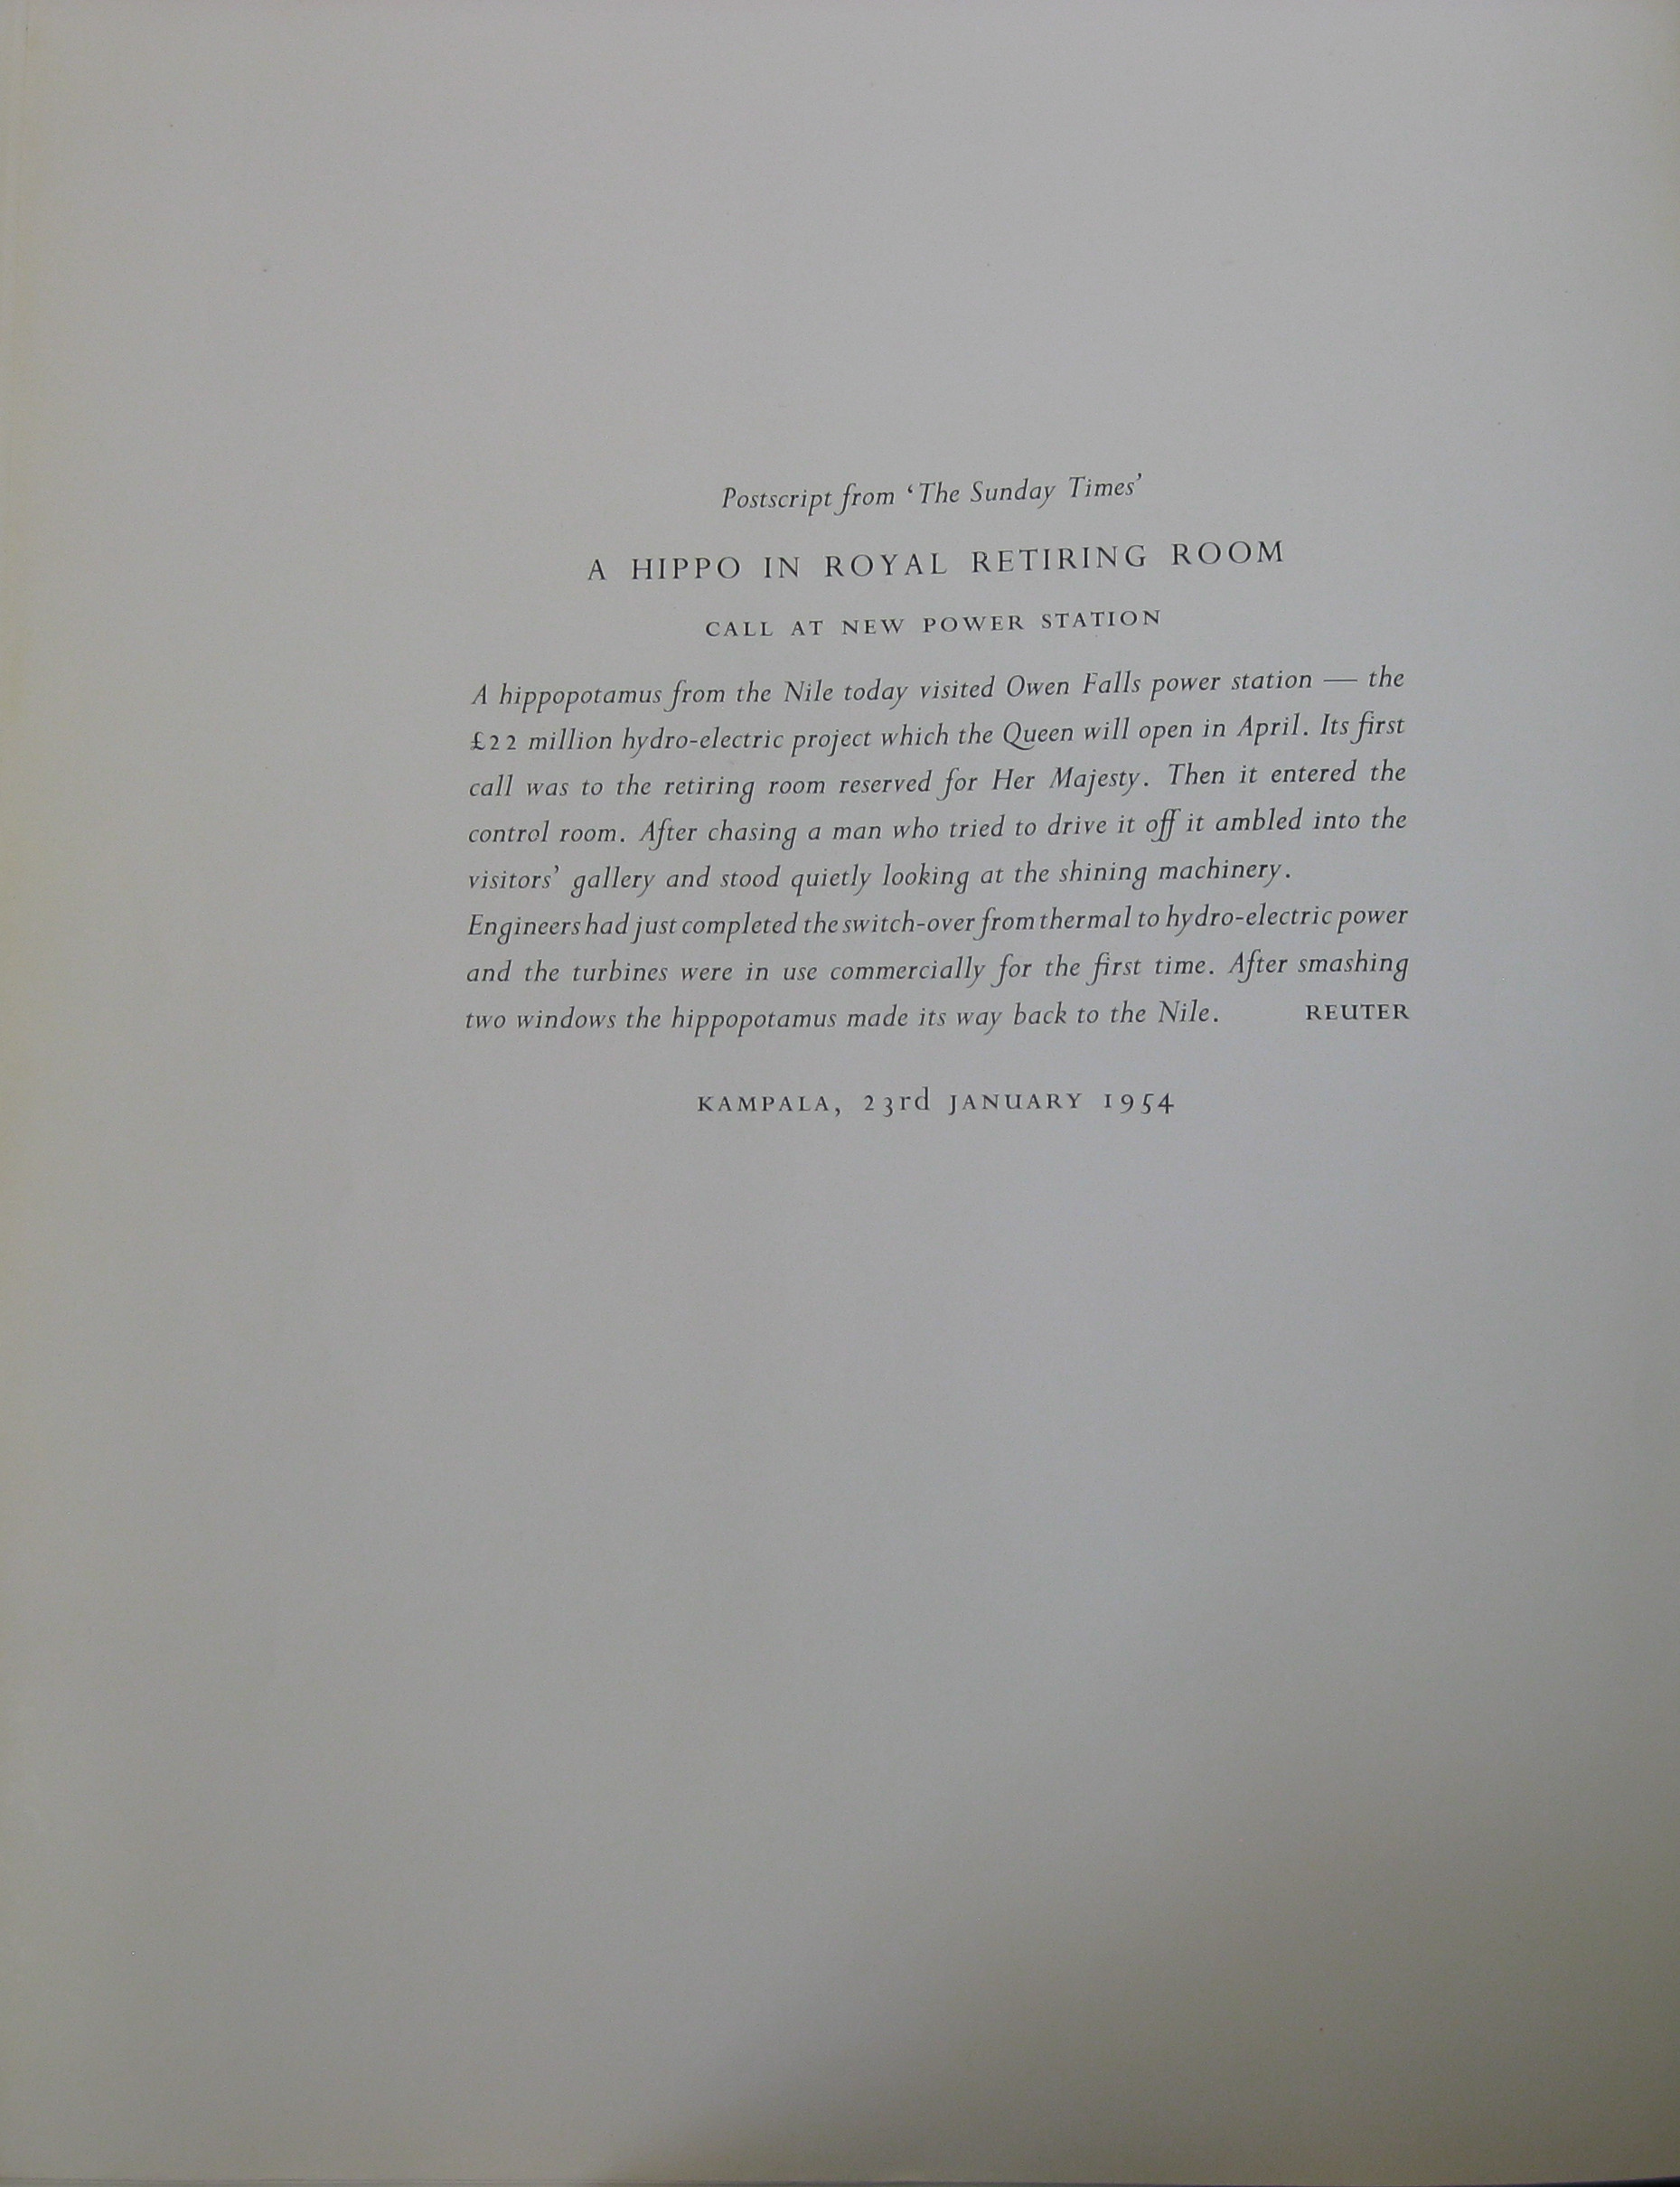 Postscript from ‘The Sunday Times’
A HIPPO IN ROYAL RETIRING ROOM
CALL AT NEW POWER STATION
A hippopotamus from the Nile today visited Owen Falls power station — the
£22 million hydro-electric project which the Queen will open in April. Its first
call was to the retiring room reserved for Her Majesty. Then it entered the
control room. After chasing a man who tried to drive it off it ambled into the
visitors’ gallery and stood quietly looking at the shining machinery.
Engineers had just completed the switch-over from thermal to hydro-electric power
and the turbines were in use commercially for the first time. After smashing
two windows the hippopotamus made its way back to the Nile. REUTER
KAMPALA, 23rd JANUARY 1954